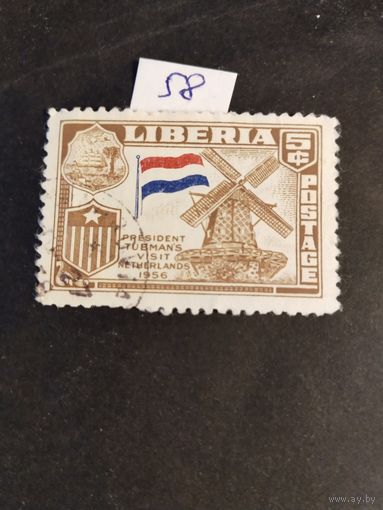 58
LIBERIA
5¢
POSTAGE
PRESIDENT
TUBMAN'S
VISIT
NETHERLANDS
1956
www.ay.by